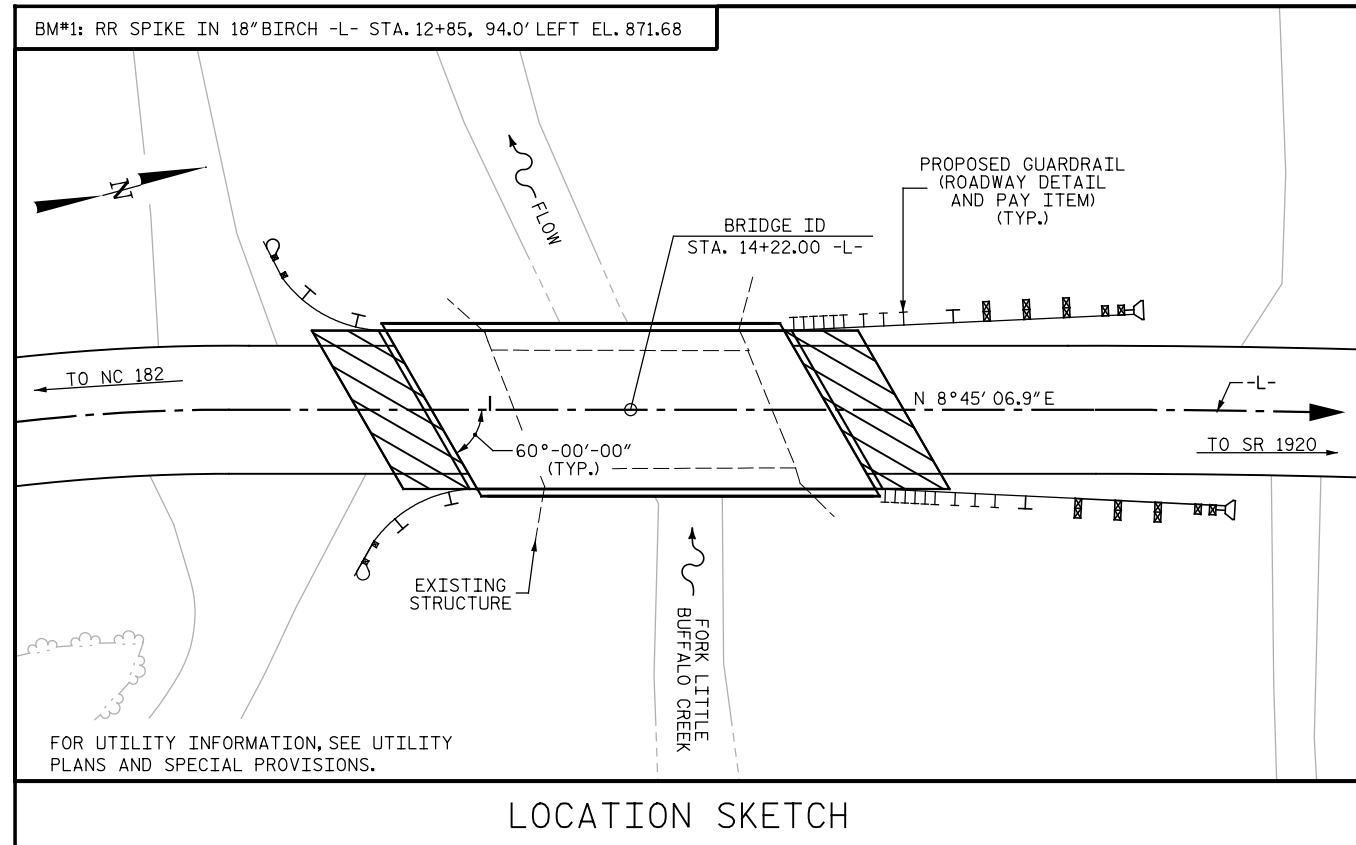 BM#1: RR SPIKE IN 18" BIRCH -L- STA. 12+85, 94.0' LEFT EL. 871.68
N
FLOW
PROPOSED GUARDRAIL
(ROADWAY DETAIL
AND PAY ITEM)
(TYP.)
BRIDGE ID
STA. 14+22.00 -L-
TO NC 182
N 8°45' 06.9" E
-L-
TO SR 1920
60°-00'-00"
(TYP.)
EXISTING
STRUCTURE
FORK LITTLE
BUFFALO CREEK
FOR UTILITY INFORMATION, SEE UTILITY
PLANS AND SPECIAL PROVISIONS.
LOCATION SKETCH